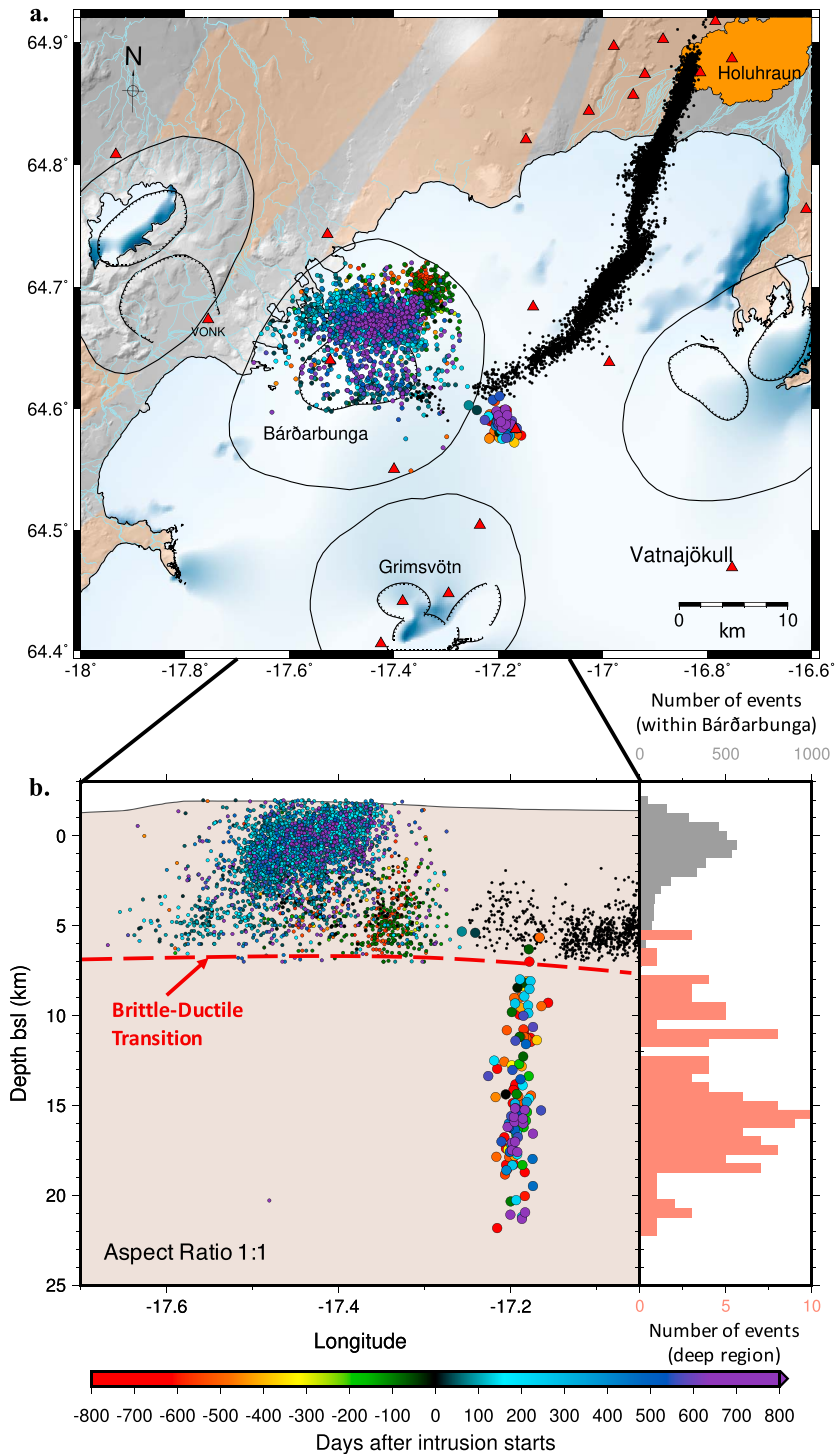 a.
64.9˚
64.8˚
64.7˚
64.6˚
64.5˚
64.4˚
N
Holuhraun
VONK
Bárðarbunga
Grimsvötn
Vatnajökull
0 10
km
-18˚ -17.8˚ -17.6˚ -17.4˚ -17.2˚ -17˚ -16.8˚ -16.6˚
Number of events
(within Bárðarbunga)
0 500 1000
b.
0
5
10
15
20
25
Depth bsl (km)
Brittle-Ductile
Transition
Aspect Ratio 1:1
-17.6 -17.4 -17.2
Longitude
0 5 10
Number of events
(deep region)
-800 -700 -600 -500 -400 -300 -200 -100 0 100 200 300 400 500 600 700 800
Days after intrusion starts